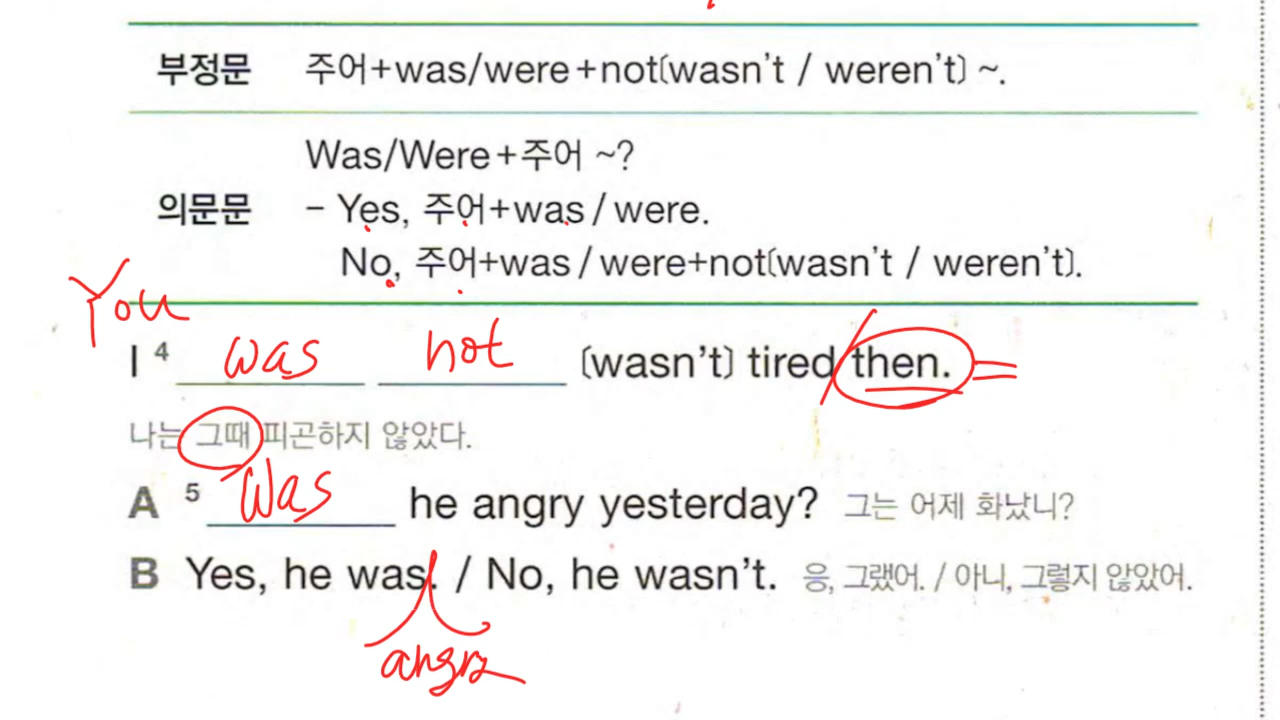 부정문 주어+was/were+not(wasn't / weren't) ~.
Was/Were+주어 ~?
의문문 – Yes, 주어+was/were.
No, 주어+was/were+not(wasn't / weren't).
You
I 4 was not (wasn't) tired then.
나는 그때 피곤하지 않았다.
A 5 Was he angry yesterday? 그는 어제 화났니?
B Yes, he was. / No, he wasn't. 응, 그랬어. / 아니, 그렇지 않았어.
angry